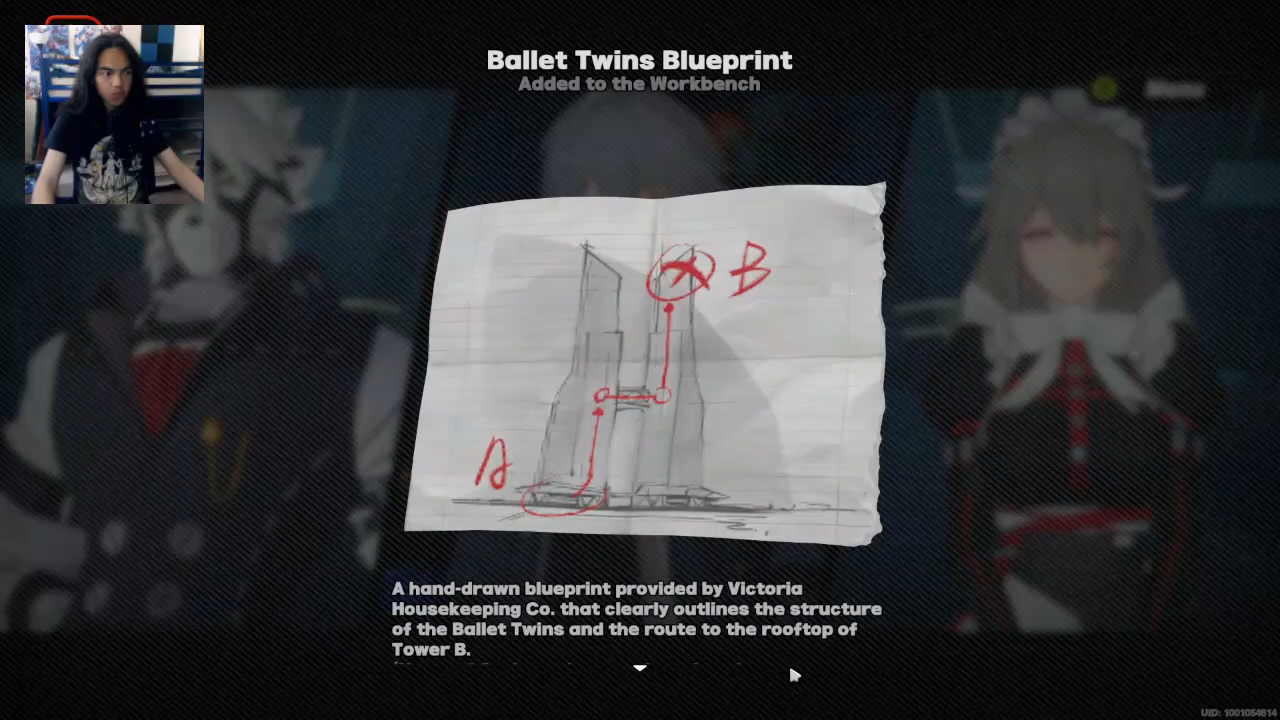 Ballet Twins Blueprint
Added to the Workbench
Menu
B
A
A hand-drawn blueprint provided by Victoria
Housekeeping Co. that clearly outlines the structure
of the Ballet Twins and the route to the rooftop of
Tower B.
UID: 1001054614